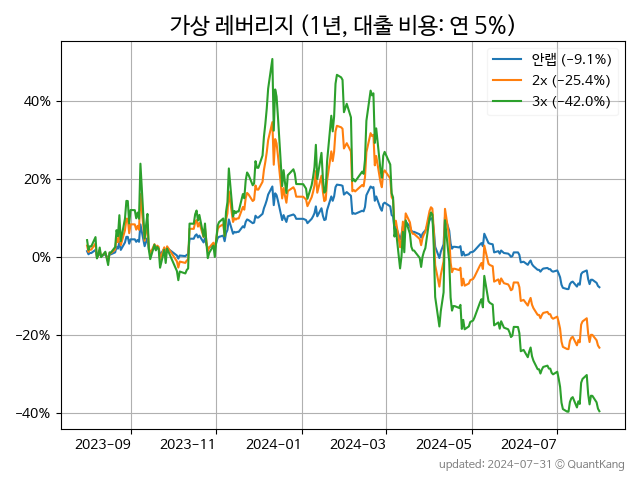 가상 레버리지 (1년, 대출 비용: 연 5%)
안랩 (−9.1%)
2x (−25.4%)
3x (−42.0%)
40%
20%
0%
−20%
−40%
2023-09 2023-11 2024-01 2024-03 2024-05 2024-07
updated: 2024-07-31 © QuantKang